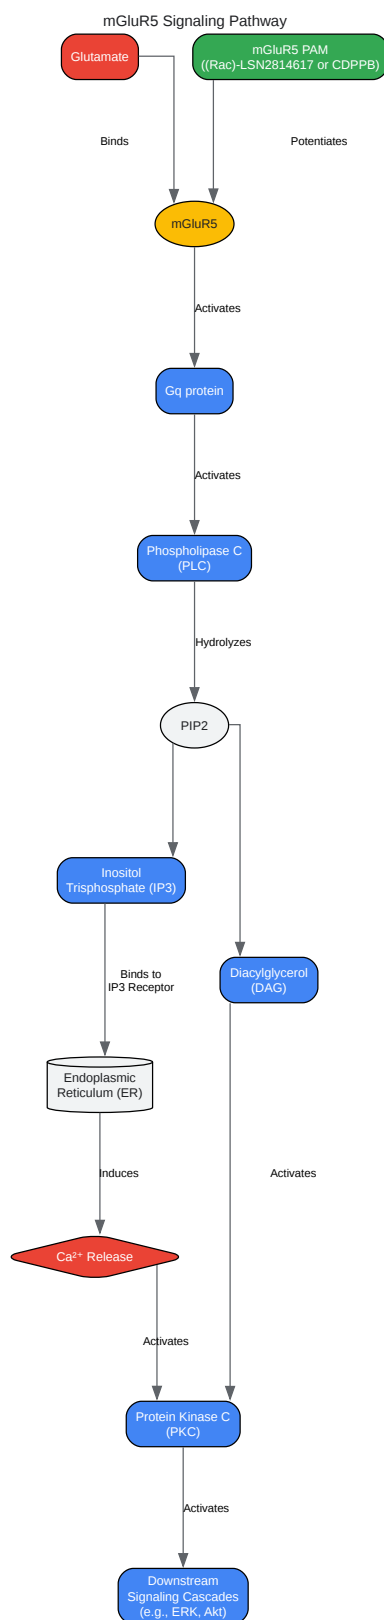 mGluR5 Signaling Pathway
Glutamate
mGluR5 PAM
((Rac)-LSN2814617 or CDPPB)
Binds
Potentiates
mGluR5
Activates
Gq protein
Activates
Phospholipase C
(PLC)
Hydrolyzes
PIP2
Inositol
Trisphosphate (IP3)
Diacylglycerol
(DAG)
Binds to
IP3 Receptor
Endoplasmic
Reticulum (ER)
Induces
Activates
Ca²⁺ Release
Activates
Protein Kinase C
(PKC)
Activates
Downstream
Signaling Cascades
(e.g., ERK, Akt)